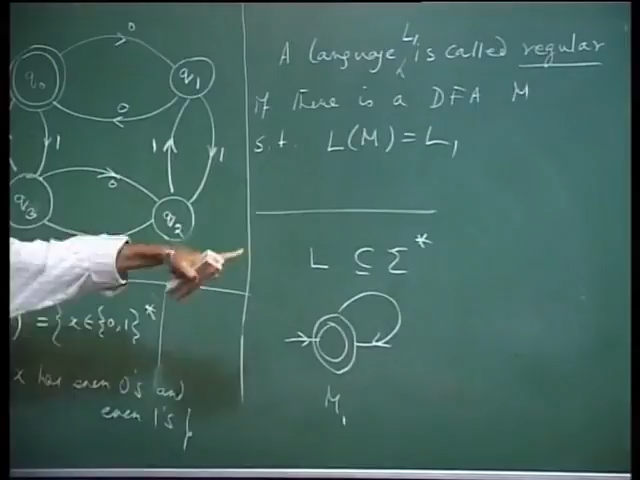 q0
0
q1
0
1
1
1
0
q3
q2
) = {x∈{0,1}*
x has even 0's and
even 1's }
A language L1 is called regular
if there is a DFA M
s.t. L(M) = L1
L ⊆ Σ*
M1